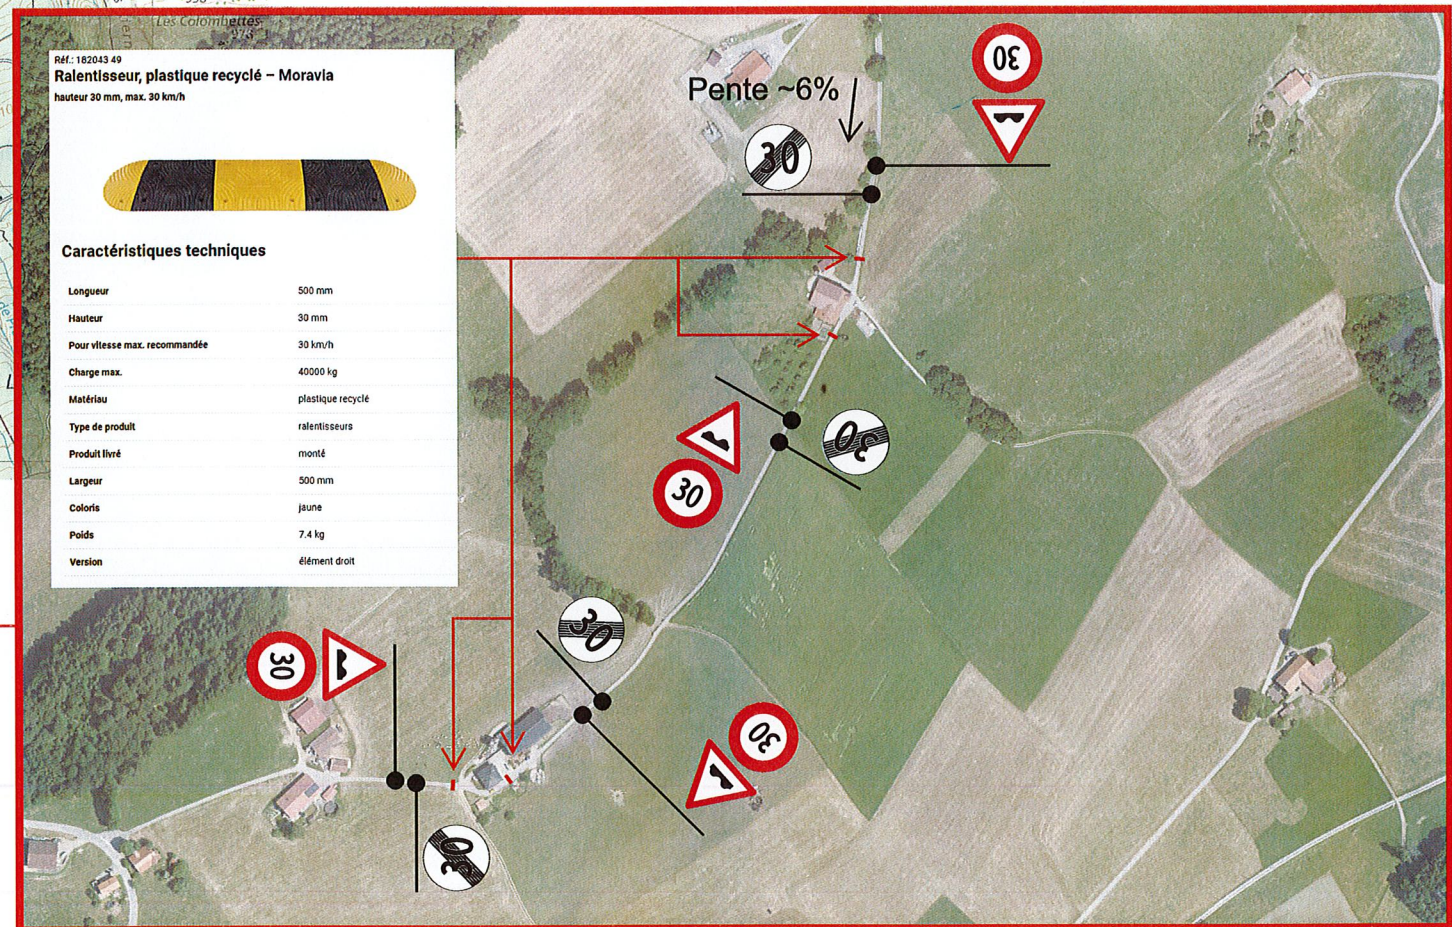 Les Colombettes
Réf.: 182043 49
Ralentisseur, plastique recyclé – Moravia
hauteur 30 mm, max. 30 km/h
Caractéristiques techniques
Longueur 500 mm
Hauteur 30 mm
Pour vitesse max. recommandée 30 km/h
Charge max. 40000 kg
Matériau plastique recyclé
Type de produit ralentisseurs
Produit livré monté
Largeur 500 mm
Coloris jaune
Poids 7.4 kg
Version élément droit
Pente ~6%
30
30
30
30
30
30
30
30